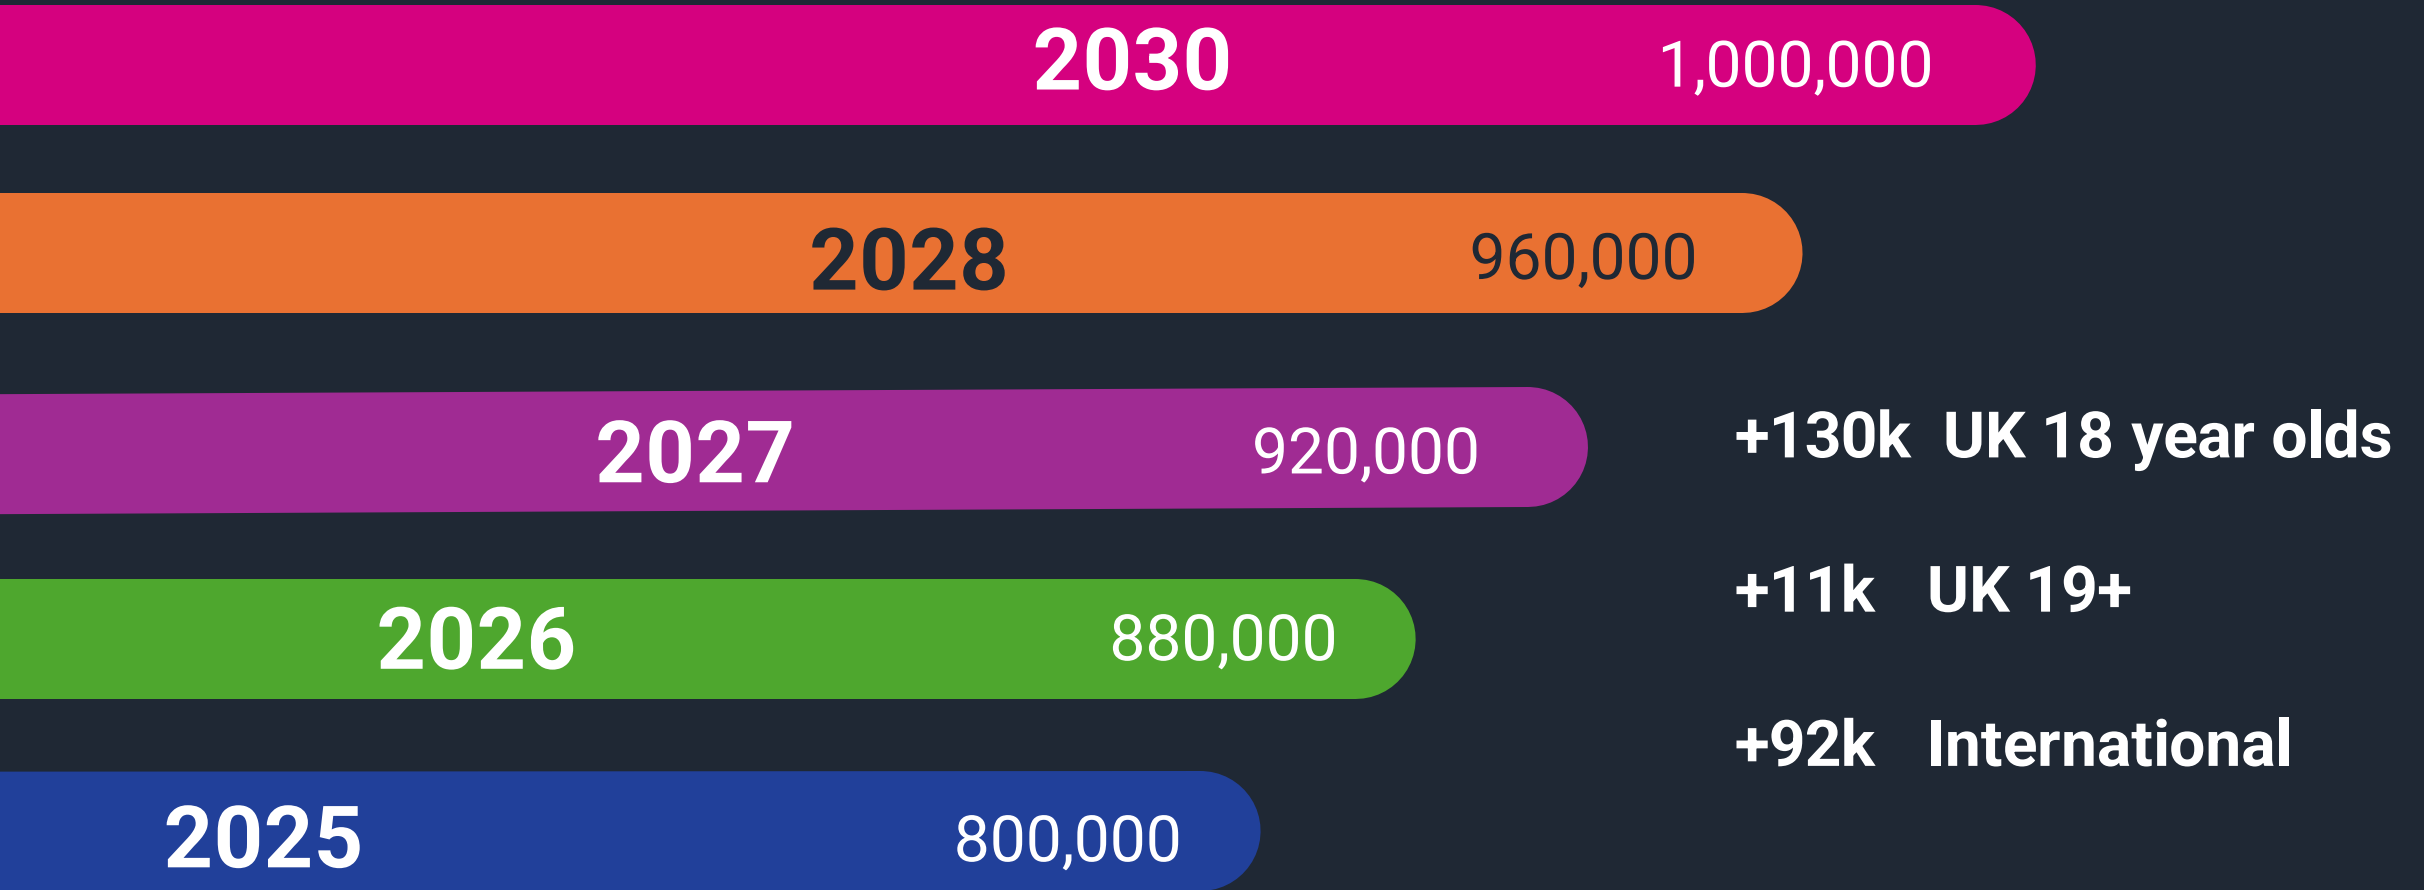 2030 1,000,000
2028 960,000
2027 920,000
+130k UK 18 year olds
+11k UK 19+
2026 880,000
+92k International
2025 800,000